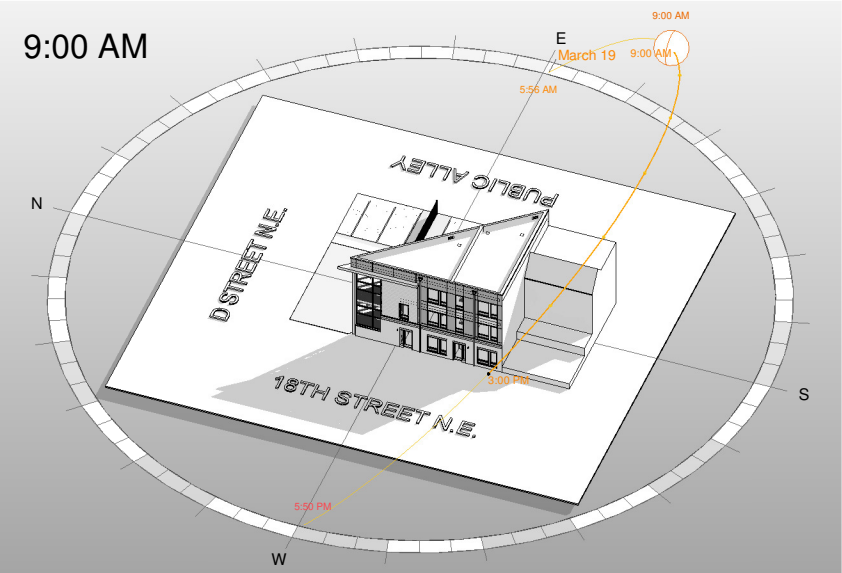 9:00 AM
9:00 AM
E
March 19
9:00 AM
5:56 AM
PUBLIC ALLEY
N
D STREET N.E.
18TH STREET N.E.
3:00 PM
S
5:50 PM
W